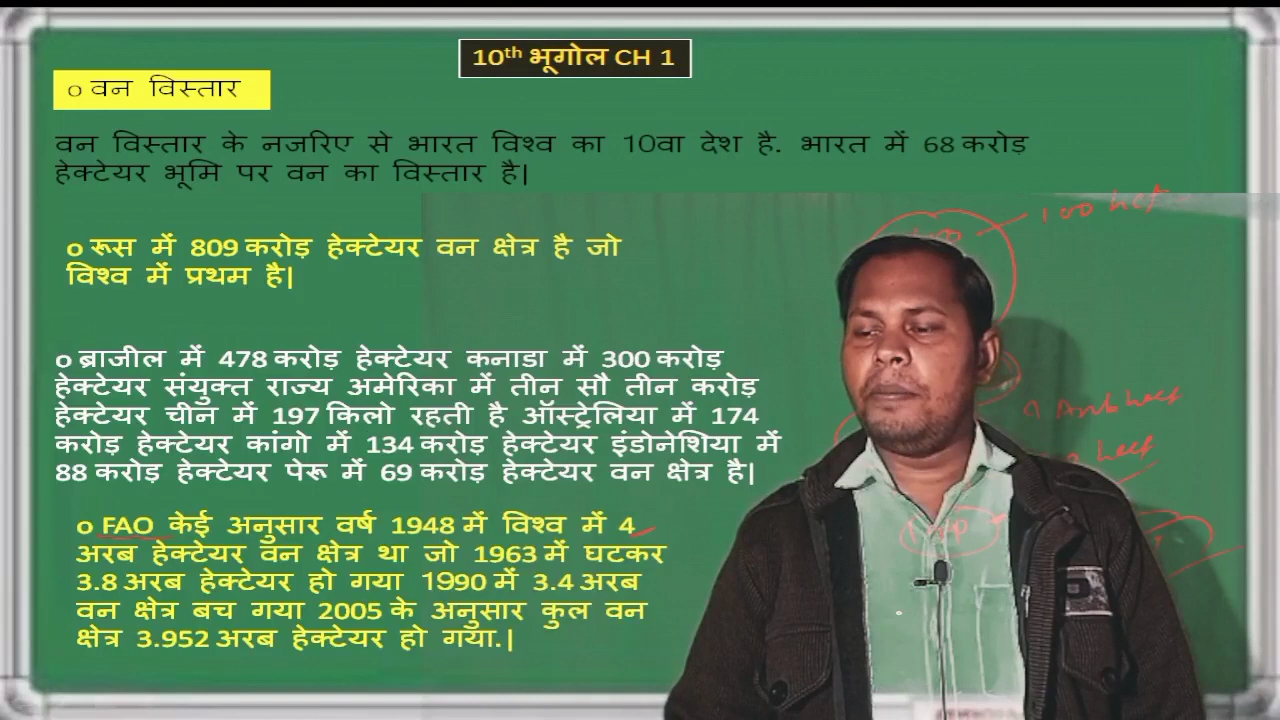 10th भूगोल CH 1
o वन विस्तार
वन विस्तार के नजरिए से भारत विश्व का 10वा देश है. भारत में 68 करोड़
हेक्टेयर भूमि पर वन का विस्तार है|
o रूस में 809 करोड़ हेक्टेयर वन क्षेत्र है जो
विश्व में प्रथम है|
o ब्राजील में 478 करोड़ हेक्टेयर कनाडा में 300 करोड़
हेक्टेयर संयुक्त राज्य अमेरिका में तीन सौ तीन करोड़
हेक्टेयर चीन में 197 किलो रहती है ऑस्ट्रेलिया में 174
करोड़ हेक्टेयर कांगो में 134 करोड़ हेक्टेयर इंडोनेशिया में
88 करोड़ हेक्टेयर पेरू में 69 करोड़ हेक्टेयर वन क्षेत्र है|
o FAO केई अनुसार वर्ष 1948 में विश्व में 4
अरब हेक्टेयर वन क्षेत्र था जो 1963 में घटकर
3.8 अरब हेक्टेयर हो गया 1990 में 3.4 अरब
वन क्षेत्र बच गया 2005 के अनुसार कुल वन
क्षेत्र 3.952 अरब हेक्टेयर हो गया.|
100